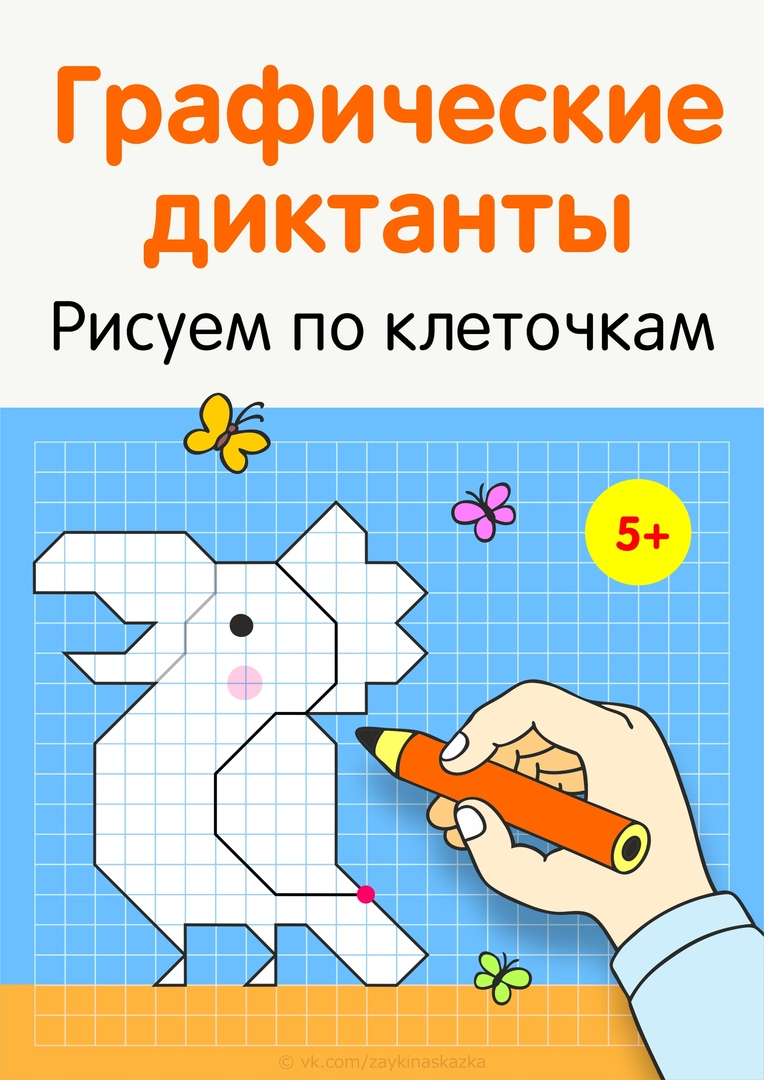 Графические
диктанты
Рисуем по клеточкам
5+
© vk.com/zaykinaskazka